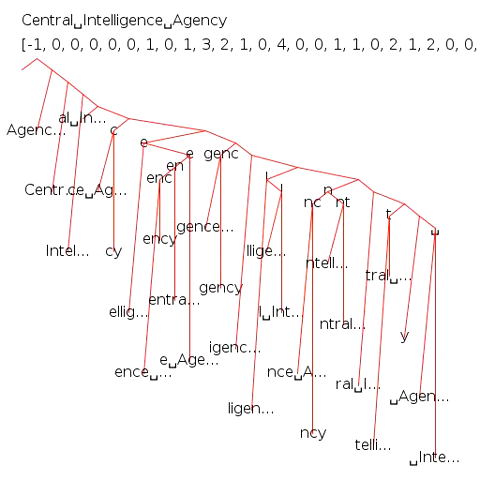 Central␣Intelligence␣Agency
[-1, 0, 0, 0, 0, 0, 1, 0, 1, 3, 2, 1, 0, 4, 0, 0, 1, 1, 0, 2, 1, 2, 0, 0,
al␣In...
Agenc... c
e e genc
en
enc l l n
Centr... ce␣Ag... nc nt
t
gence... ␣
ency
Intel... cy llige... ntell...
tral␣...
gency
entra...
ellig... l␣Int...
ntral... y
igenc...
e␣Age...
ence␣... nce␣A...
ral␣I...
␣Agen...
ligen...
ncy
telli...
␣Inte...